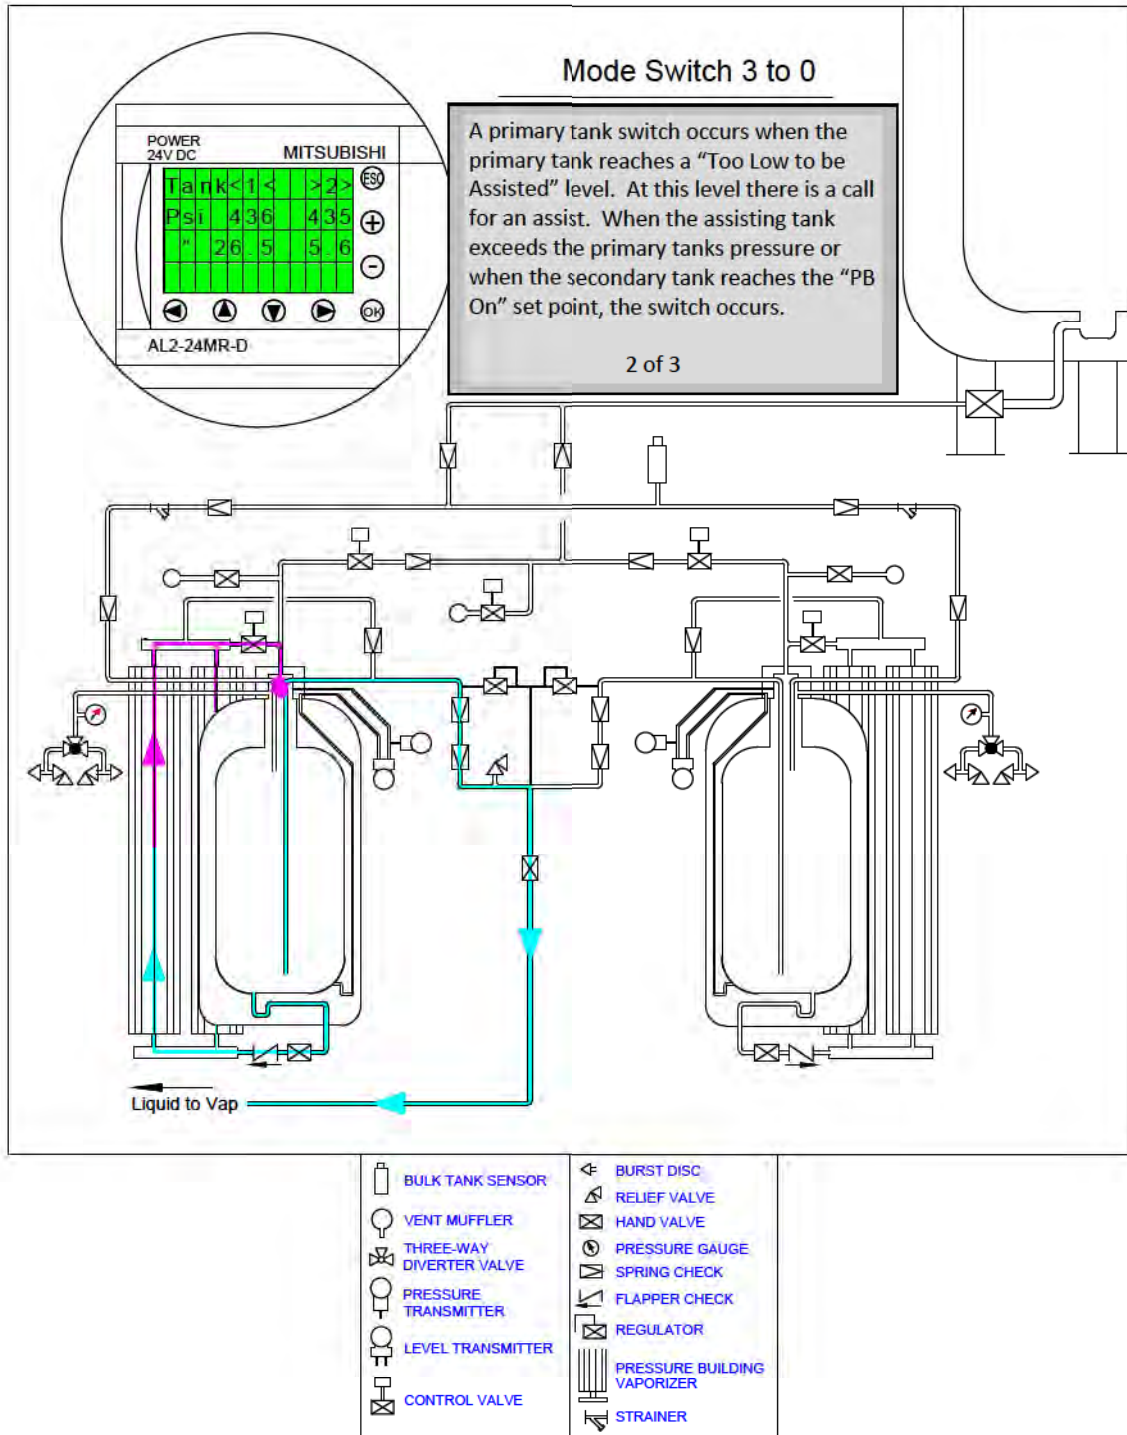 Mode Switch 3 to 0
A primary tank switch occurs when the
primary tank reaches a “Too Low to be
Assisted” level.  At this level there is a call
for an assist.  When the assisting tank
exceeds the primary tanks pressure or
when the secondary tank reaches the “PB
On” set point, the switch occurs.
2 of 3
POWER
24V DC
MITSUBISHI
Tank<1< >2>
Psi 436 435
" 26.5 5.6
ESC
+
-
OK
AL2-24MR-D
Liquid to Vap
BULK TANK SENSOR
VENT MUFFLER
THREE-WAY
DIVERTER VALVE
PRESSURE
TRANSMITTER
LEVEL TRANSMITTER
CONTROL VALVE
BURST DISC
RELIEF VALVE
HAND VALVE
PRESSURE GAUGE
SPRING CHECK
FLAPPER CHECK
REGULATOR
PRESSURE BUILDING
VAPORIZER
STRAINER